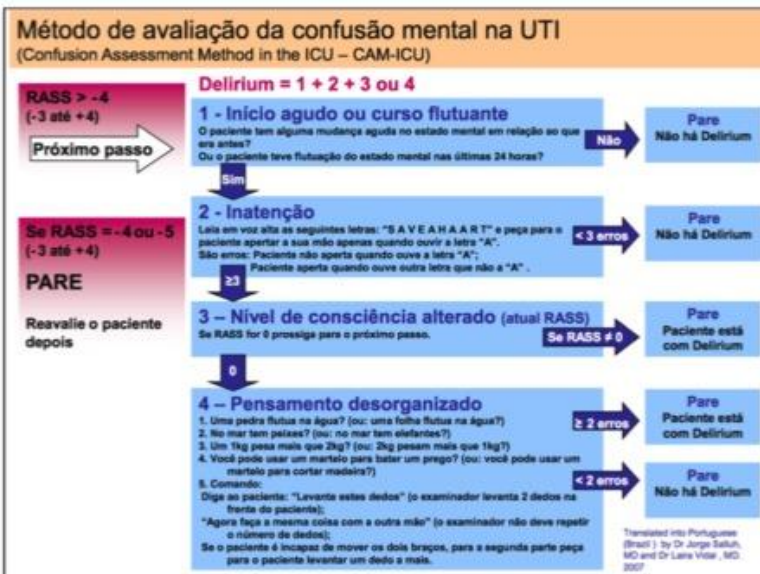 Método de avaliação da confusão mental na UTI
(Confusion Assessment Method in the ICU – CAM-ICU)
RASS > -4
(-3 até +4)
Próximo passo
Se RASS = -4 ou -5
(-3 até +4)
PARE
Reavalie o paciente
depois
Delirium = 1 + 2 + 3 ou 4
1 - Início agudo ou curso flutuante
O paciente tem alguma mudança aguda no estado mental em relação ao que
era antes?
Ou o paciente teve flutuação do estado mental nas últimas 24 horas?
Não
Pare
Não há Delirium
Sim
2 - Inatenção
Leia em voz alta as seguintes letras: "S A V E A H A A R T" e peça para o
paciente apertar a sua mão apenas quando ouvir a letra "A".
São erros: Paciente não aperta quando ouve a letra "A";
Paciente aperta quando ouve outra letra que não a "A" .
< 3 erros
Pare
Não há Delirium
≥3
3 – Nível de consciência alterado (atual RASS)
Se RASS for 0 prossiga para o próximo passo.
Se RASS ≠ 0
Pare
Paciente está
com Delirium
0
4 – Pensamento desorganizado
1. Uma pedra flutua na água? (ou: uma folha flutua na água?)
2. No mar tem peixes? (ou: no mar tem elefantes?)
3. Um 1kg pesa mais que 2kg? (ou: 2kg pesam mais que 1kg?)
4. Você pode usar um martelo para bater um prego? (ou: você pode usar um
martelo para cortar madeira?)
5. Comando:
Diga ao paciente: "Levante estes dedos" (o examinador levanta 2 dedos na
frente do paciente);
"Agora faça a mesma coisa com a outra mão" (o examinador não deve repetir
o número de dedos);
Se o paciente é incapaz de mover os dois braços, para a segunda parte peça
para o paciente levantar um dedo a mais.
≥ 2 erros
Pare
Paciente está
com Delirium
< 2 erros
Pare
Não há Delirium
Translated into Portuguese
(Brazil ) by Dr Jorge Salluh,
MD and Dr Laira Vidal , MD.
2007